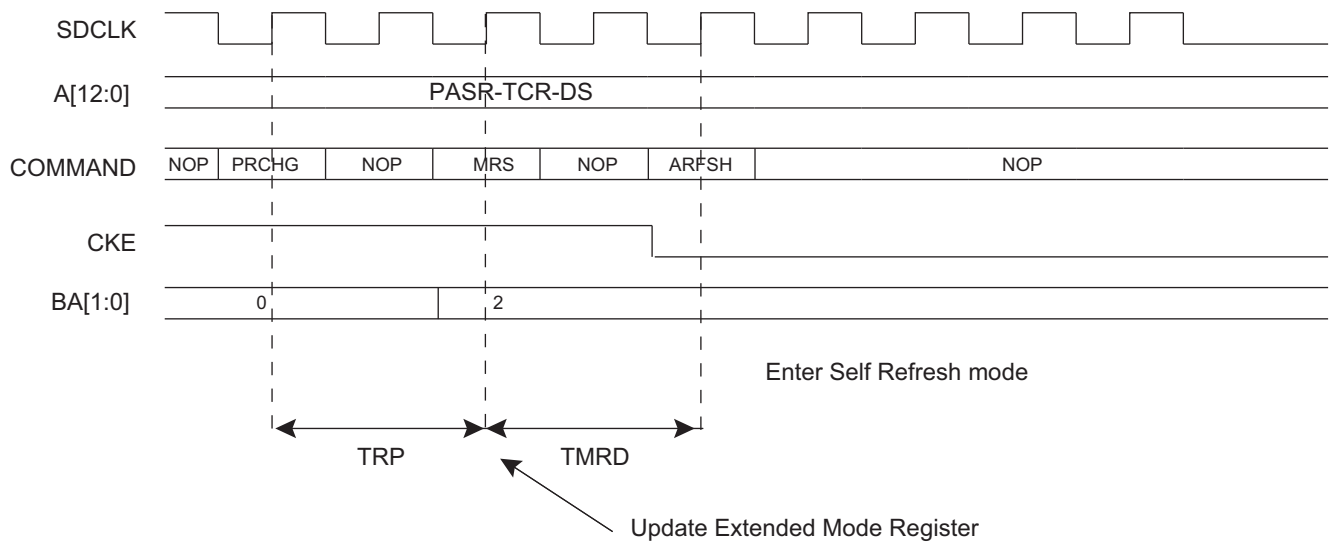 SDCLK
A[12:0] PASR-TCR-DS
COMMAND NOP PRCHG NOP MRS NOP ARFSH NOP
CKE
BA[1:0] 0 2
Enter Self Refresh mode
TRP TMRD
Update Extended Mode Register